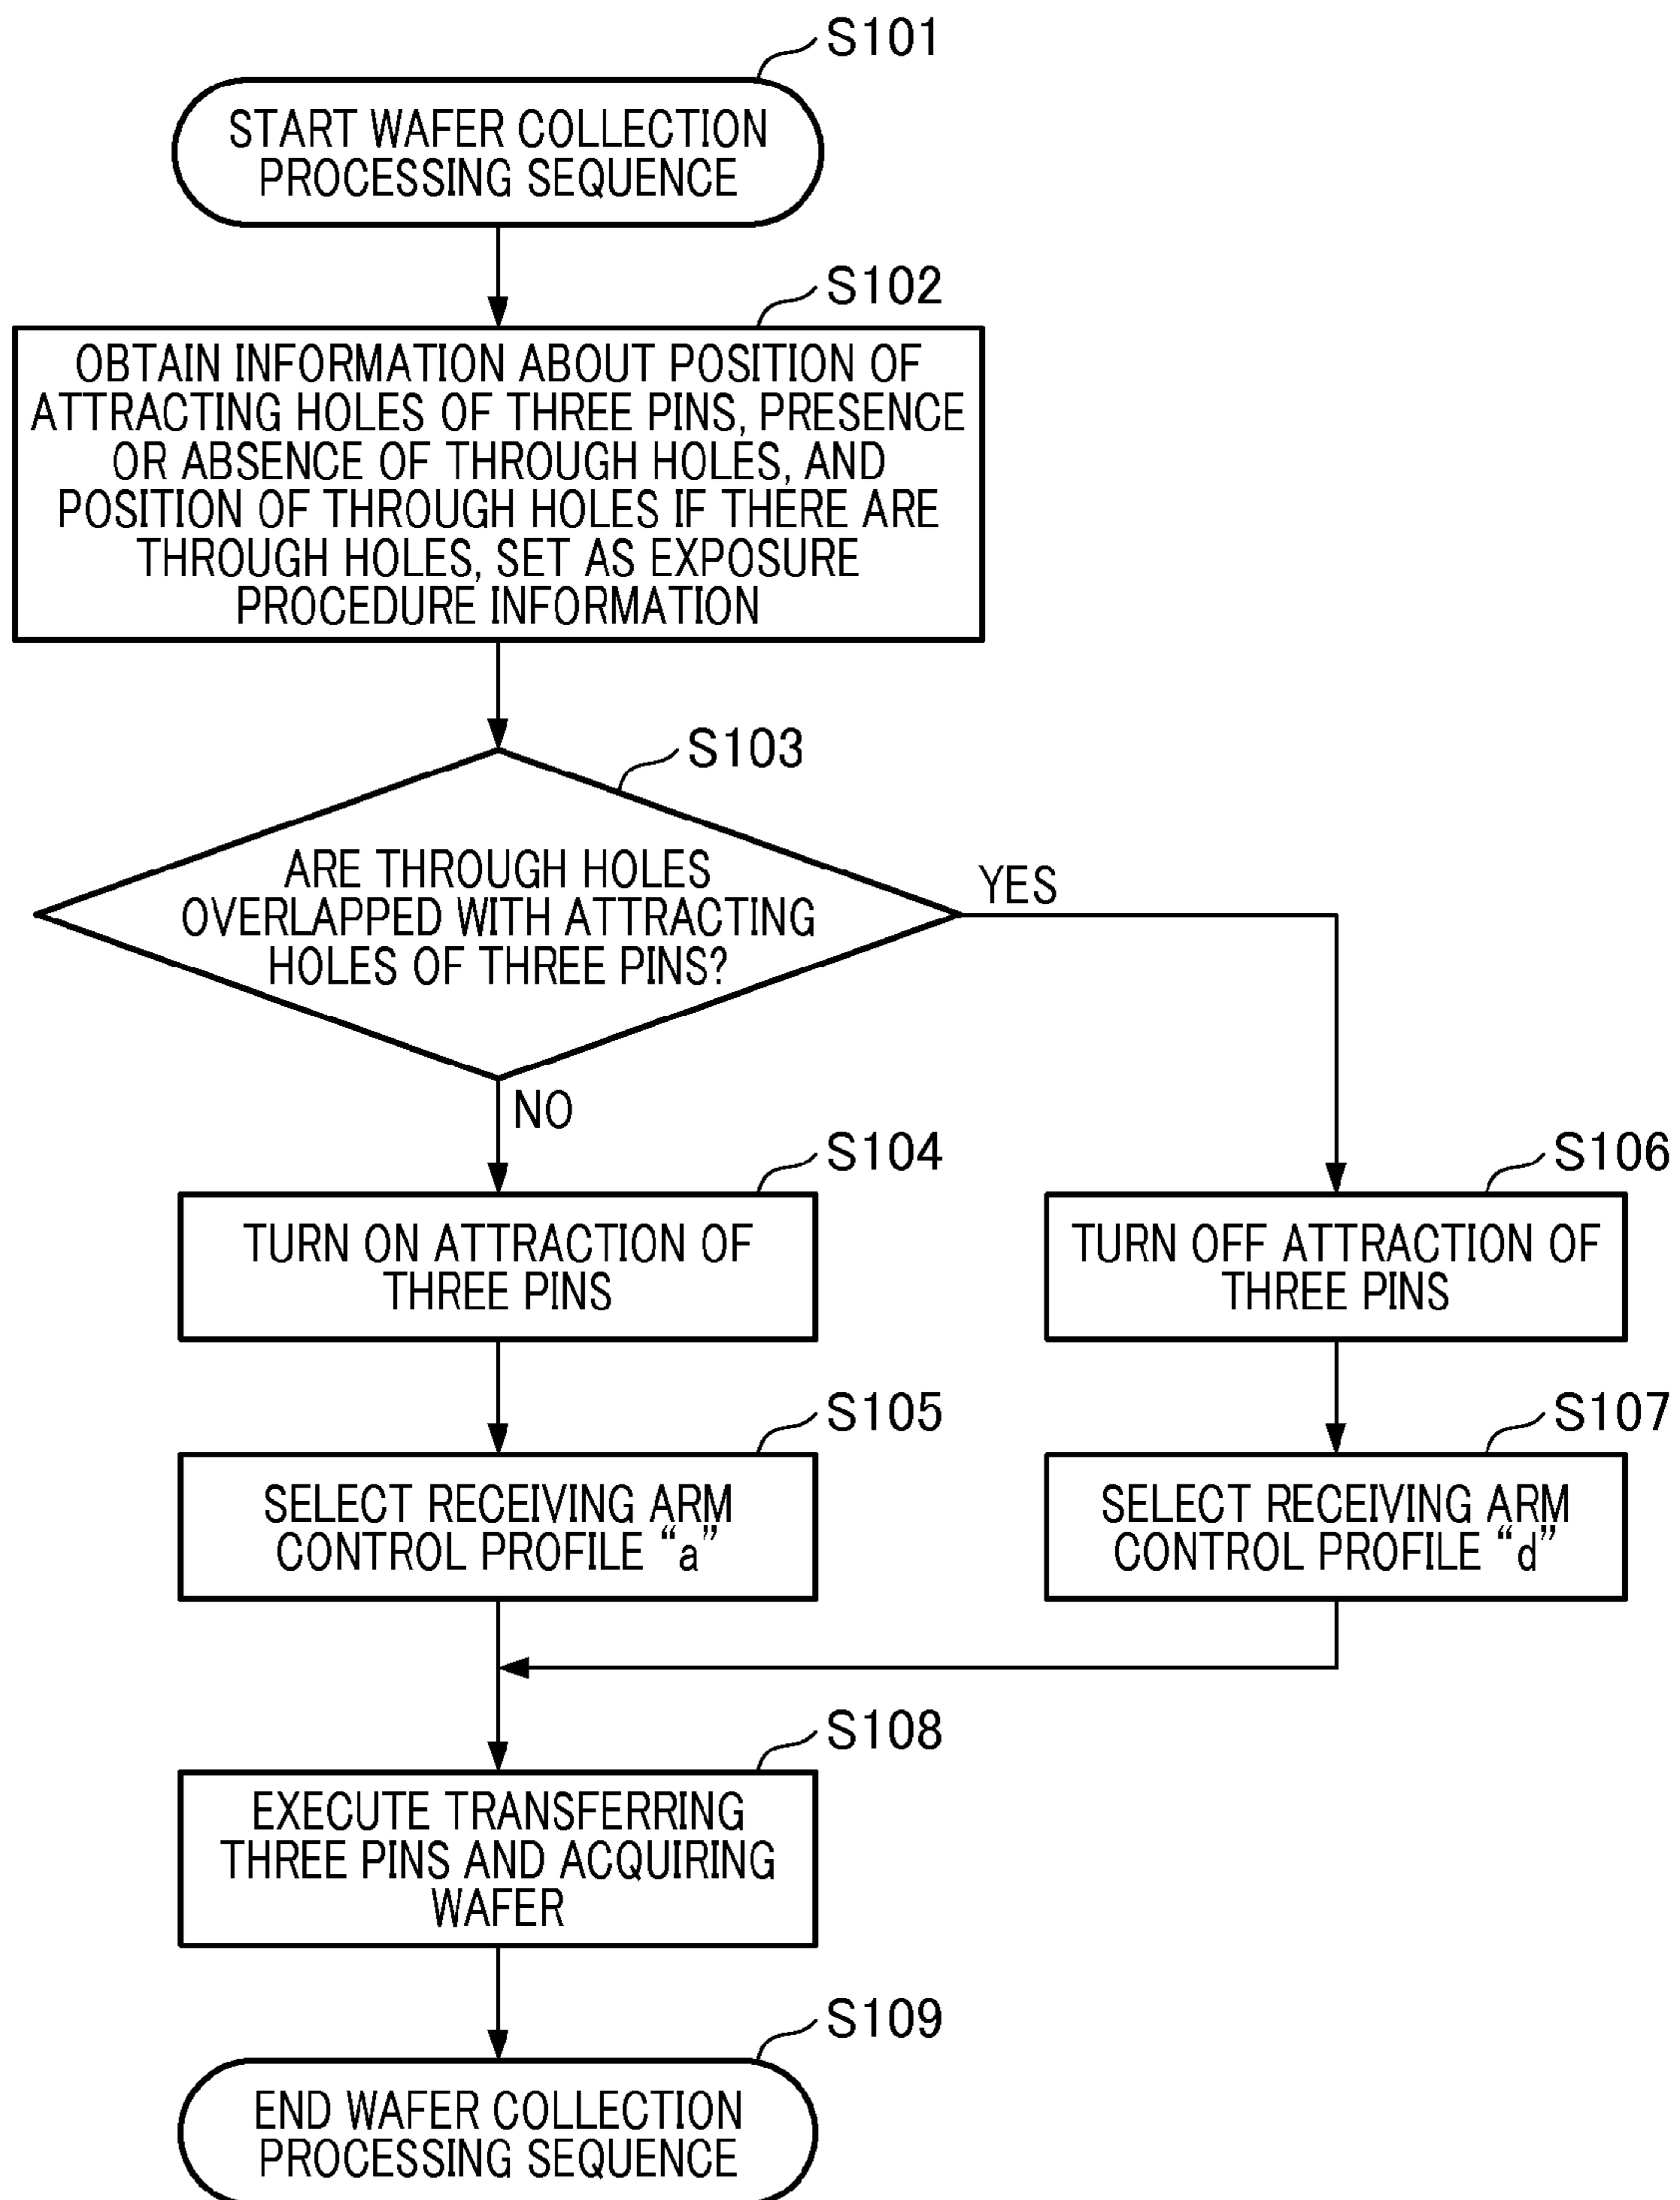 S101
START WAFER COLLECTION
PROCESSING SEQUENCE
S102
OBTAIN INFORMATION ABOUT POSITION OF
ATTRACTING HOLES OF THREE PINS, PRESENCE
OR ABSENCE OF THROUGH HOLES, AND
POSITION OF THROUGH HOLES IF THERE ARE
THROUGH HOLES, SET AS EXPOSURE
PROCEDURE INFORMATION
S103
ARE THROUGH HOLES
OVERLAPPED WITH ATTRACTING
HOLES OF THREE PINS?
YES
NO
S104
TURN ON ATTRACTION OF
THREE PINS
S106
TURN OFF ATTRACTION OF
THREE PINS
S105
SELECT RECEIVING ARM
CONTROL PROFILE “a”
S107
SELECT RECEIVING ARM
CONTROL PROFILE “d”
S108
EXECUTE TRANSFERRING
THREE PINS AND ACQUIRING
WAFER
S109
END WAFER COLLECTION
PROCESSING SEQUENCE